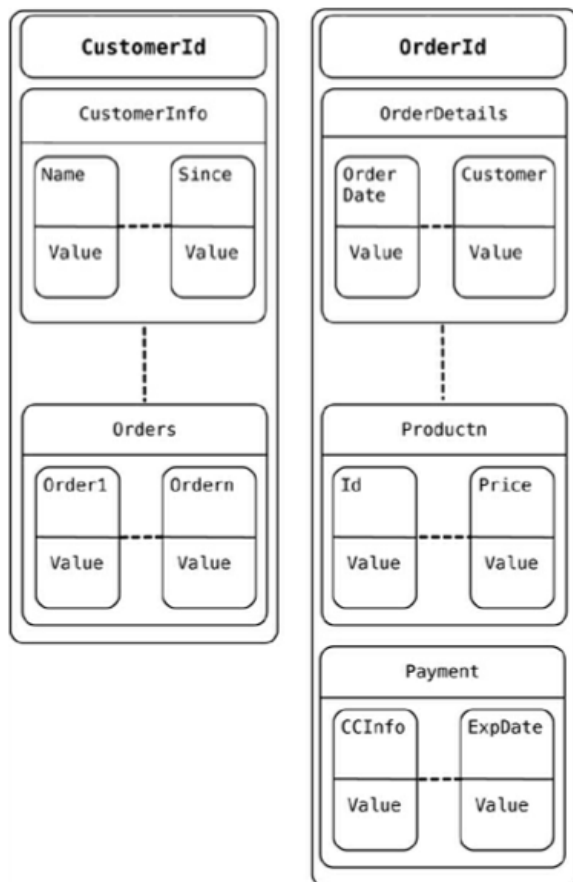 CustomerId
CustomerInfo
Name Since
Value Value
Orders
Order1 Ordern
Value Value
OrderId
OrderDetails
Order Customer
Date
Value Value
Productn
Id Price
Value Value
Payment
CCInfo ExpDate
Value Value